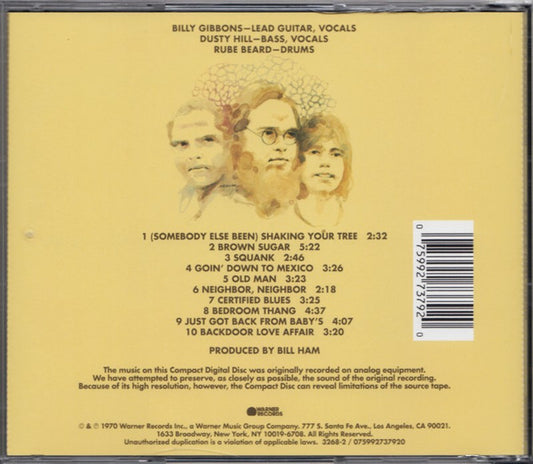 BILLY GIBBONS—LEAD GUITAR, VOCALS
DUSTY HILL—BASS, VOCALS
RUBE BEARD—DRUMS
1 (SOMEBODY ELSE BEEN) SHAKING YOUR TREE 2:32
2 BROWN SUGAR 5:22
3 SQUANK 2:46
4 GOIN' DOWN TO MEXICO 3:26
5 OLD MAN 3:23
6 NEIGHBOR, NEIGHBOR 2:18
7 CERTIFIED BLUES 3:25
8 BEDROOM THANG 4:37
9 JUST GOT BACK FROM BABY'S 4:07
10 BACKDOOR LOVE AFFAIR 3:20
PRODUCED BY BILL HAM
0 75992 73792 0
The music on this Compact Digital Disc was originally recorded on analog equipment.
We have attempted to preserve, as closely as possible, the sound of the original recording.
Because of its high resolution, however, the Compact Disc can reveal limitations of the source tape.
WARNER
RECORDS
© & ℗ 1970 Warner Records Inc., a Warner Music Group Company. 777 S. Santa Fe Ave., Los Angeles, CA 90021.
1633 Broadway, New York, NY 10019-6708. All Rights Reserved.
Unauthorized duplication is a violation of applicable laws. 3268-2 / 075992737920